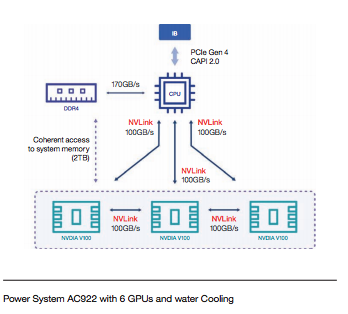 IB
PCIe Gen 4
CAPI 2.0
170GB/s
CPU
DDR4
NVLink
100GB/s
NVLink
100GB/s
Coherent access
to system memory
(2TB)
NVLink
100GB/s
NVLink
100GB/s
NVLink
100GB/s
NVDIA V100
NVDIA V100
NVDIA V100
Power System AC922 with 6 GPUs and water Cooling